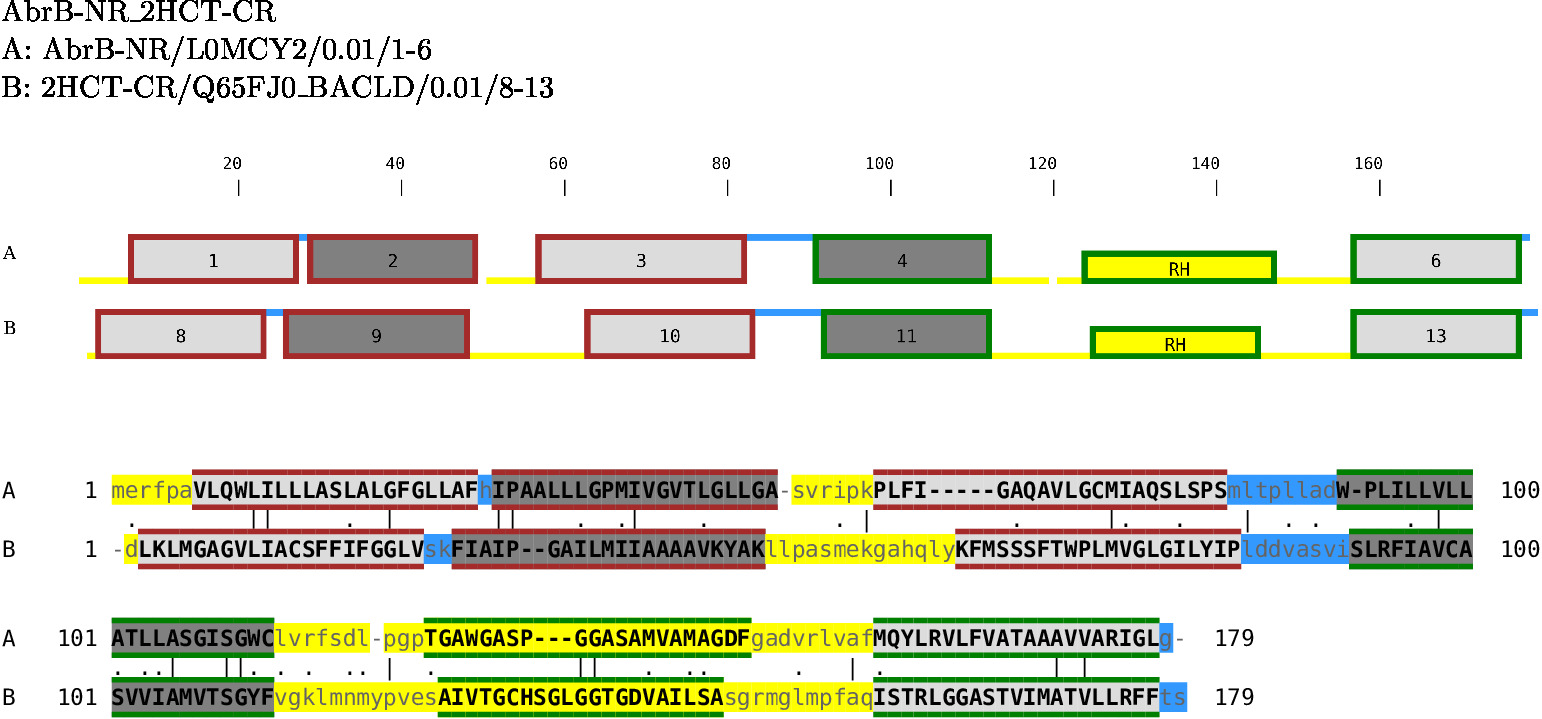 AbrB-NR_2HCT-CR
A: AbrB-NR/L0MCY2/0.01/1-6
B: 2HCT-CR/Q65FJ0_BACLD/0.01/8-13
20 40 60 80 100 120 140 160
A 1 2 3 4 RH 6
B 8 9 10 11 RH 13
A 1 merfpaVLQWLILLLASLALGFGLLAFhIPAALLLGPMIVGVTLGLLGA-svripkPLFI-----GAQAVLGCMIAQSLSPSmltplladW-PLILLVLL 100
B 1 -dLKLMGAGVLIACSFFIFGGLVskFIAIP--GAILMIIAAAAVKYAKllpasmekgahqlyKFMSSSFTWPLMVGLGILYIPlddvasviSLRFIAVCA 100
A 101 ATLLASGISGWClvrfsdl-pgpTGAWGASP---GGASAMVAMAGDFgadvrlvafMQYLRVLFVATAAAVVARIGLg- 179
B 101 SVVIAMVTSGYFvgklmnmypvesAIVTGCHSGLGGTGDVAILSAsgrmglmpfaqISTRLGGASTVIMATVLLRFFts 179